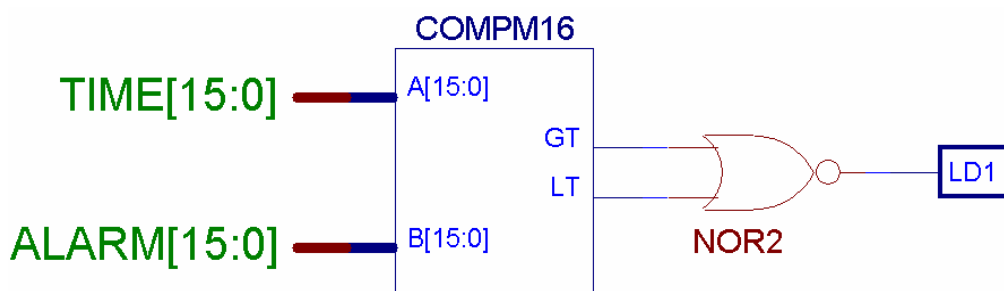 COMPM16
TIME[15:0]
A[15:0]
GT
LT
LD1
ALARM[15:0]
B[15:0]
NOR2